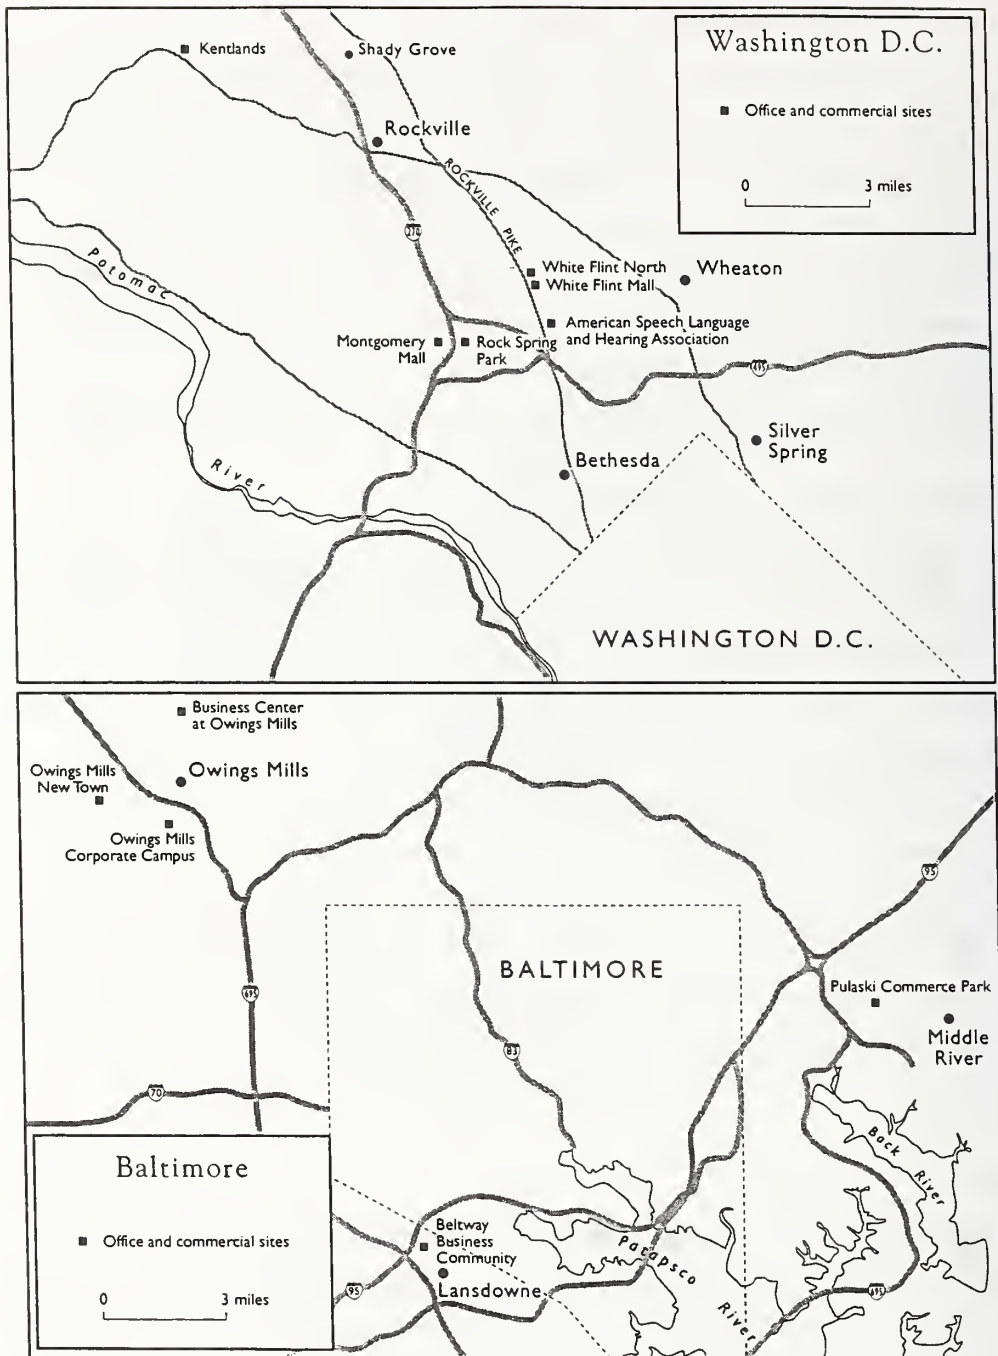 Washington D.C.
Office and commercial sites
0 3 miles
Kentlands
Shady Grove
Rockville
ROCKVILLE PIKE
270
Potomac
White Flint North
White Flint Mall
Wheaton
American Speech Language
and Hearing Association
Montgomery
Mall
Rock Spring
Park
495
Silver
Spring
River
Bethesda
WASHINGTON D.C.
Business Center
at Owings Mills
Owings Mills
Owings Mills
New Town
Owings Mills
Corporate Campus
95
BALTIMORE
695
Pulaski Commerce Park
Middle
River
83
70
Back River
Baltimore
Office and commercial sites
0 3 miles
Beltway
Business
Community
Lansdowne
95
Patapsco
River
695